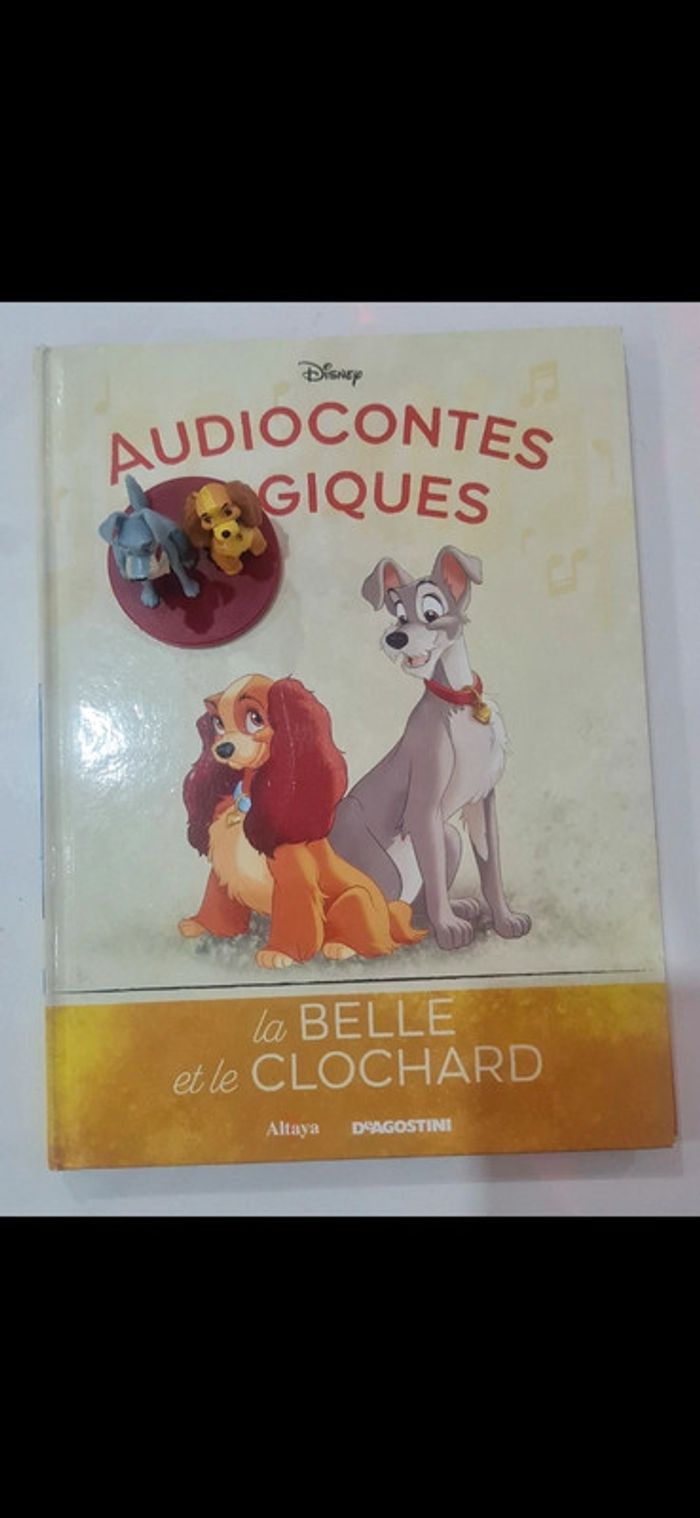 Disney
AUDIOCONTES
GIQUES
la BELLE
et le CLOCHARD
Altaya DeAGOSTINI